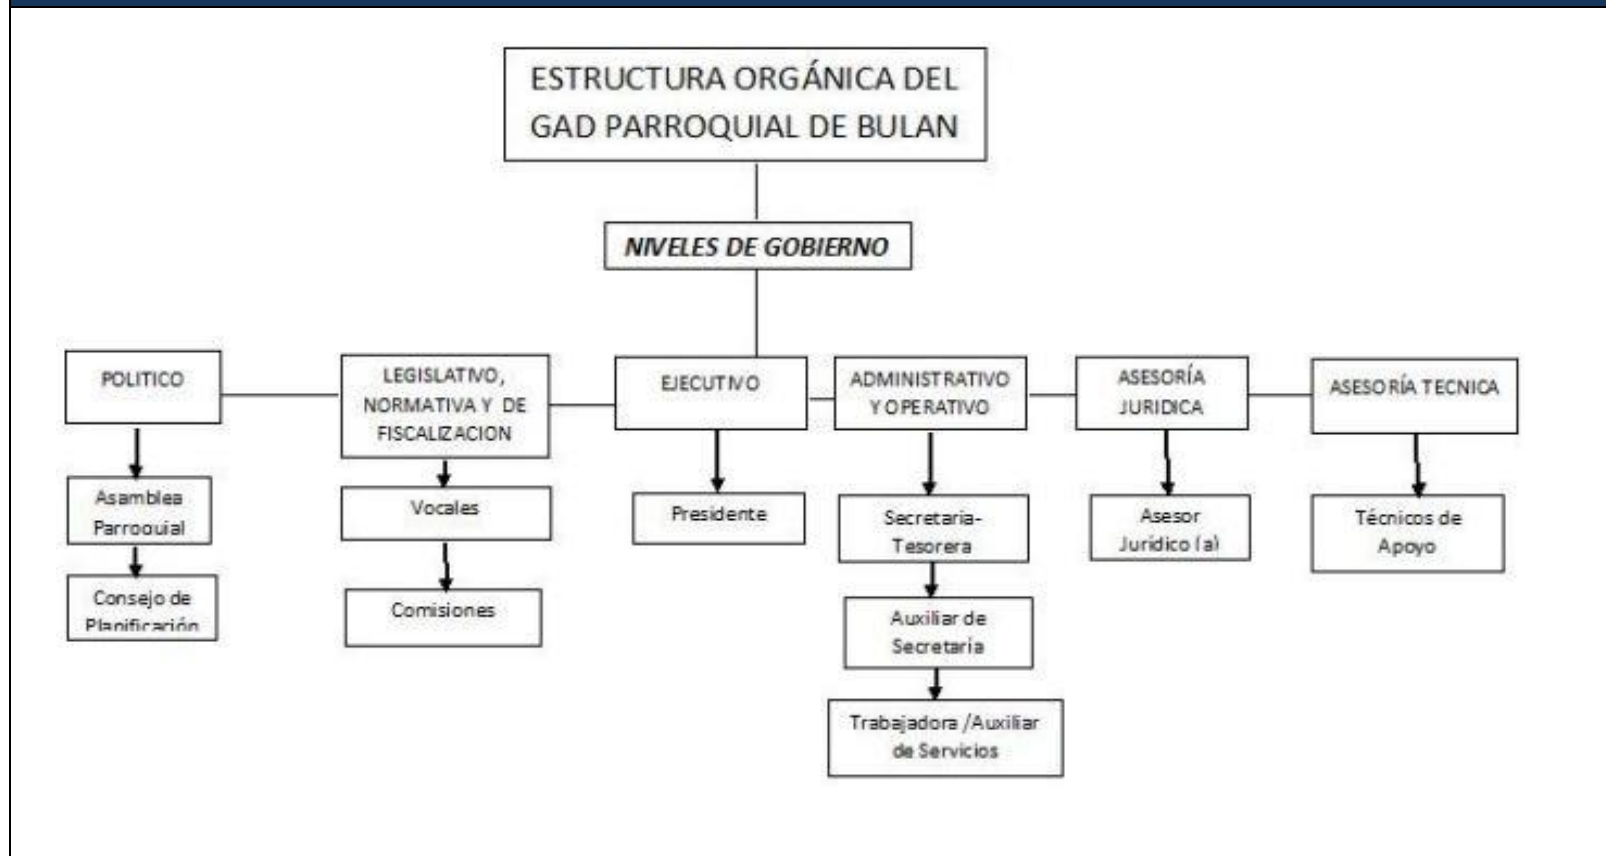 ESTRUCTURA ORGÁNICA DEL
GAD PARROQUIAL DE BULAN
NIVELES DE GOBIERNO
POLITICO
Asamblea
Parroquial
Consejo de
Planificación
LEGISLATIVO,
NORMATIVA Y DE
FISCALIZACION
Vocales
Comisiones
EJECUTIVO
Presidente
ADMINISTRATIVO
Y OPERATIVO
Secretaria-
Tesorera
Auxiliar de
Secretaría
Trabajadora /Auxiliar
de Servicios
ASESORÍA
JURIDICA
Asesor
Jurídico (a)
ASESORÍA TECNICA
Técnicos de
Apoyo